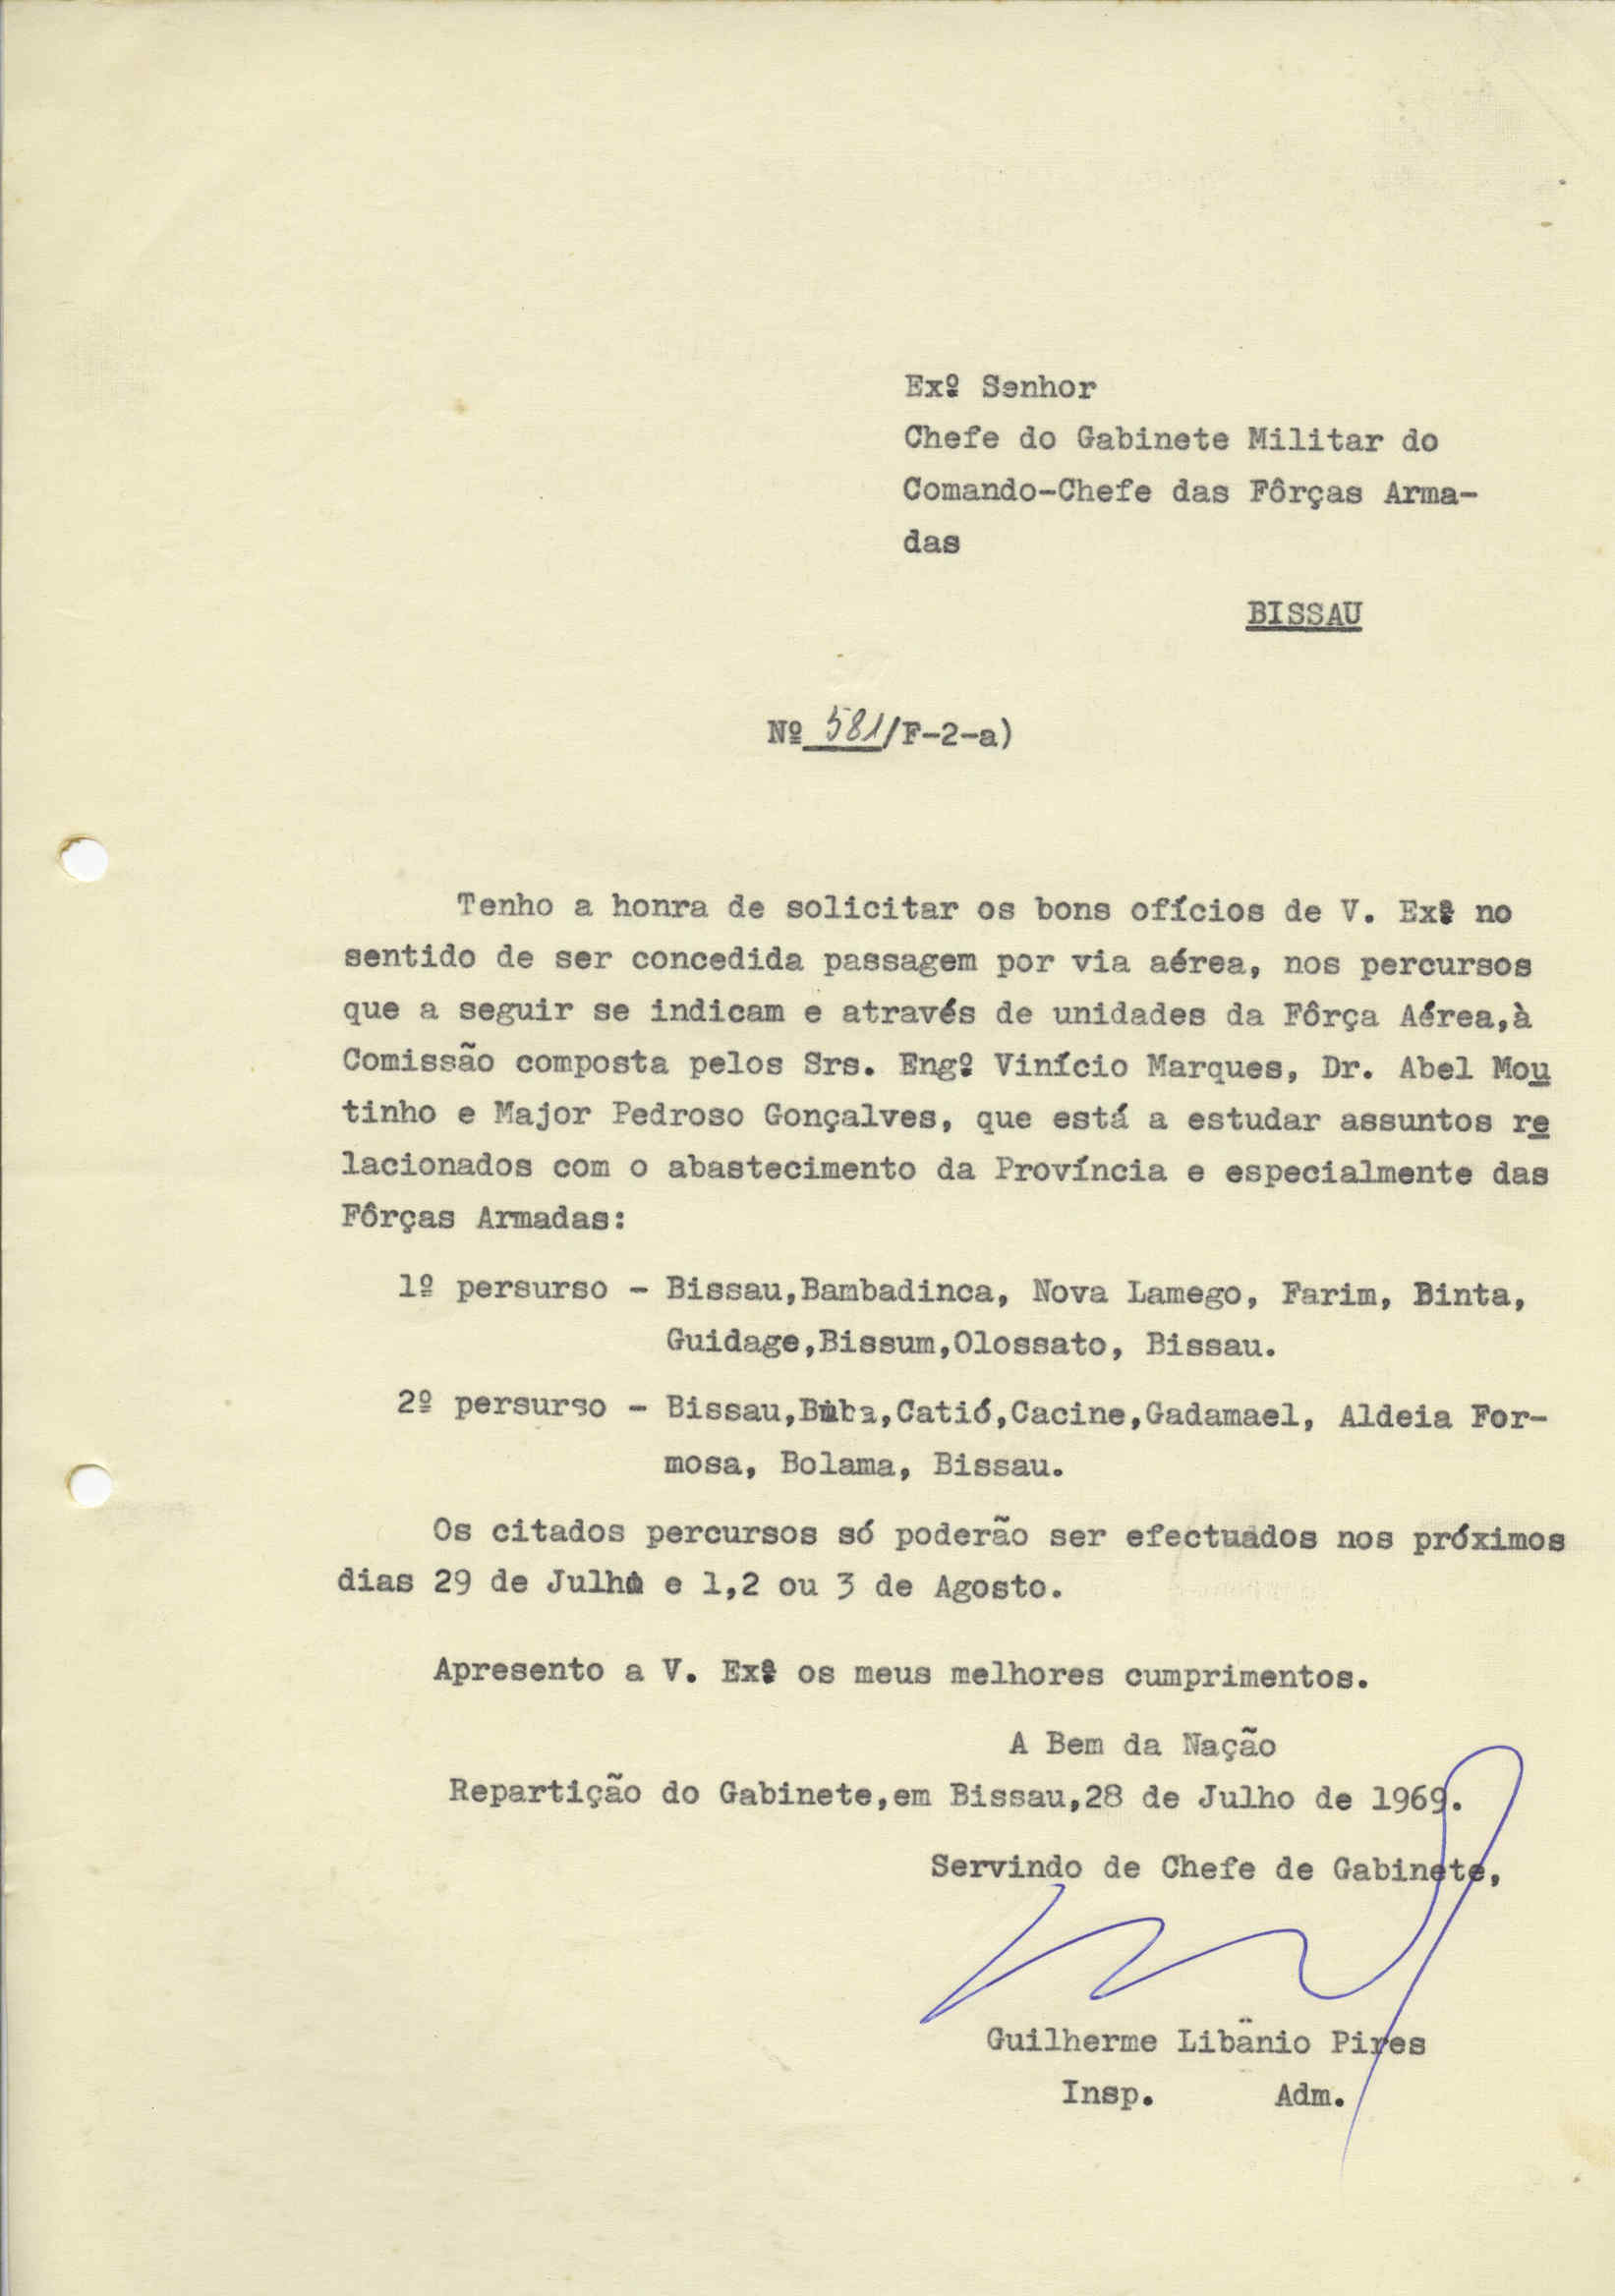 Exº Senhor
Chefe do Gabinete Militar do
Comando-Chefe das Fôrças Arma-
das
BISSAU
Nº 581/F-2-a)
Tenho a honra de solicitar os bons ofícios de V. Exª no
sentido de ser concedida passagem por via aérea, nos percursos
que a seguir se indicam e através de unidades da Fôrça Aérea,à
Comissão composta pelos Srs. Engº Vinício Marques, Dr. Abel Mou
tinho e Major Pedroso Gonçalves, que está a estudar assuntos re
lacionados com o abastecimento da Província e especialmente das
Fôrças Armadas:
1º persurso - Bissau,Bambadinca, Nova Lamego, Farim, Binta,
Guidage,Bissum,Olossato, Bissau.
2º persurso - Bissau,Buba,Catió,Cacine,Gadamael, Aldeia For-
mosa, Bolama, Bissau.
Os citados percursos só poderão ser efectuados nos próximos
dias 29 de Julho e 1,2 ou 3 de Agosto.
Apresento a V. Exª os meus melhores cumprimentos.
A Bem da Nação
Repartição do Gabinete,em Bissau,28 de Julho de 1969.
Servindo de Chefe de Gabinete,
Guilherme Libânio Pires
Insp. Adm.